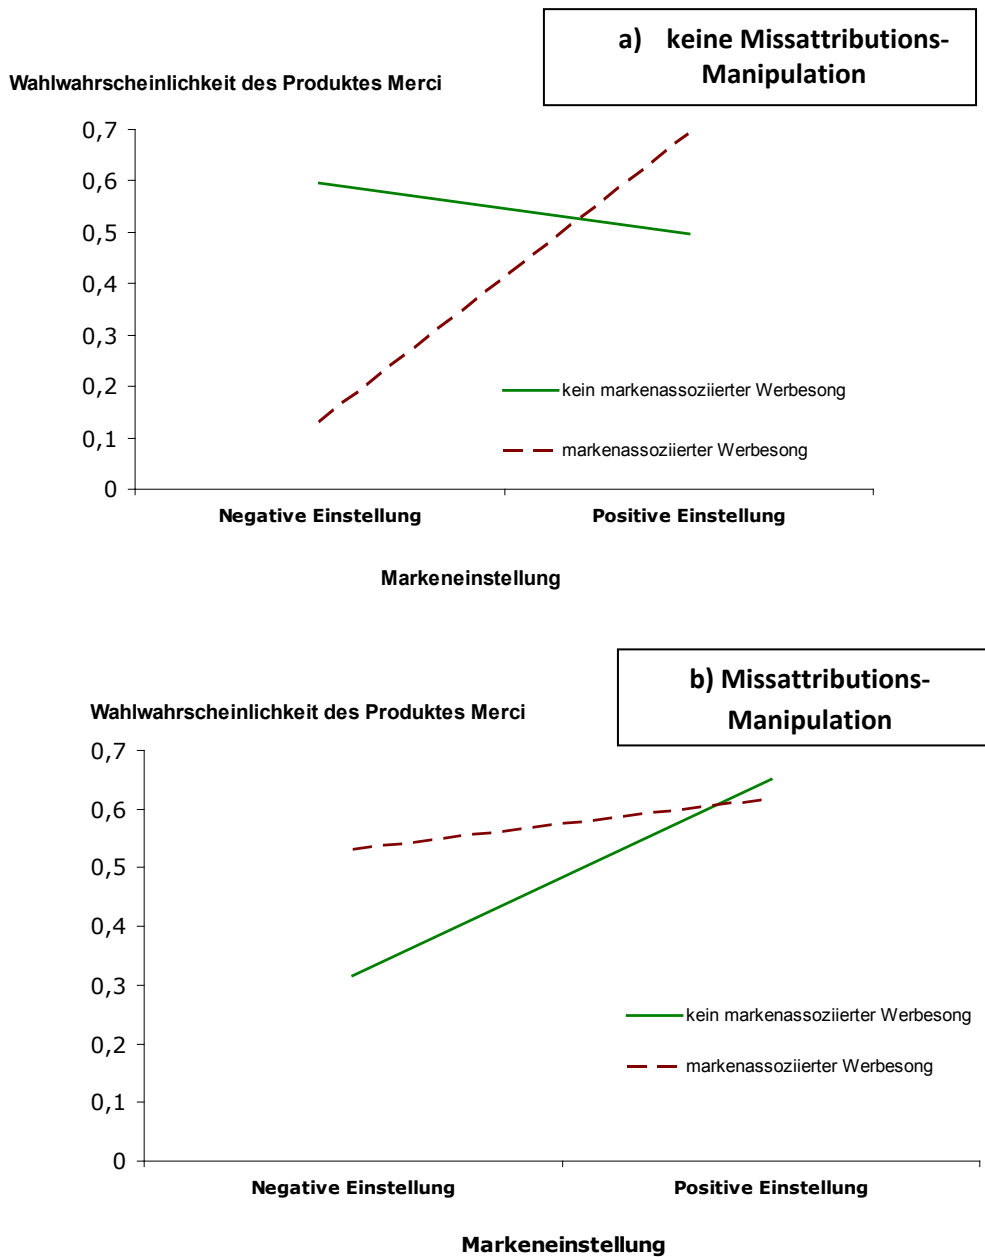 a) keine Missattributions-
Manipulation
Wahlwahrscheinlichkeit des Produktes Merci
0,7
0,6
0,5
0,4
0,3
0,2
0,1
0
kein markenassoziierter Werbesong
markenassoziierter Werbesong
Negative Einstellung
Positive Einstellung
Markeneinstellung
b) Missattributions-
Manipulation
Wahlwahrscheinlichkeit des Produktes Merci
0,7
0,6
0,5
0,4
0,3
0,2
0,1
0
kein markenassoziierter Werbesong
markenassoziierter Werbesong
Negative Einstellung
Positive Einstellung
Markeneinstellung